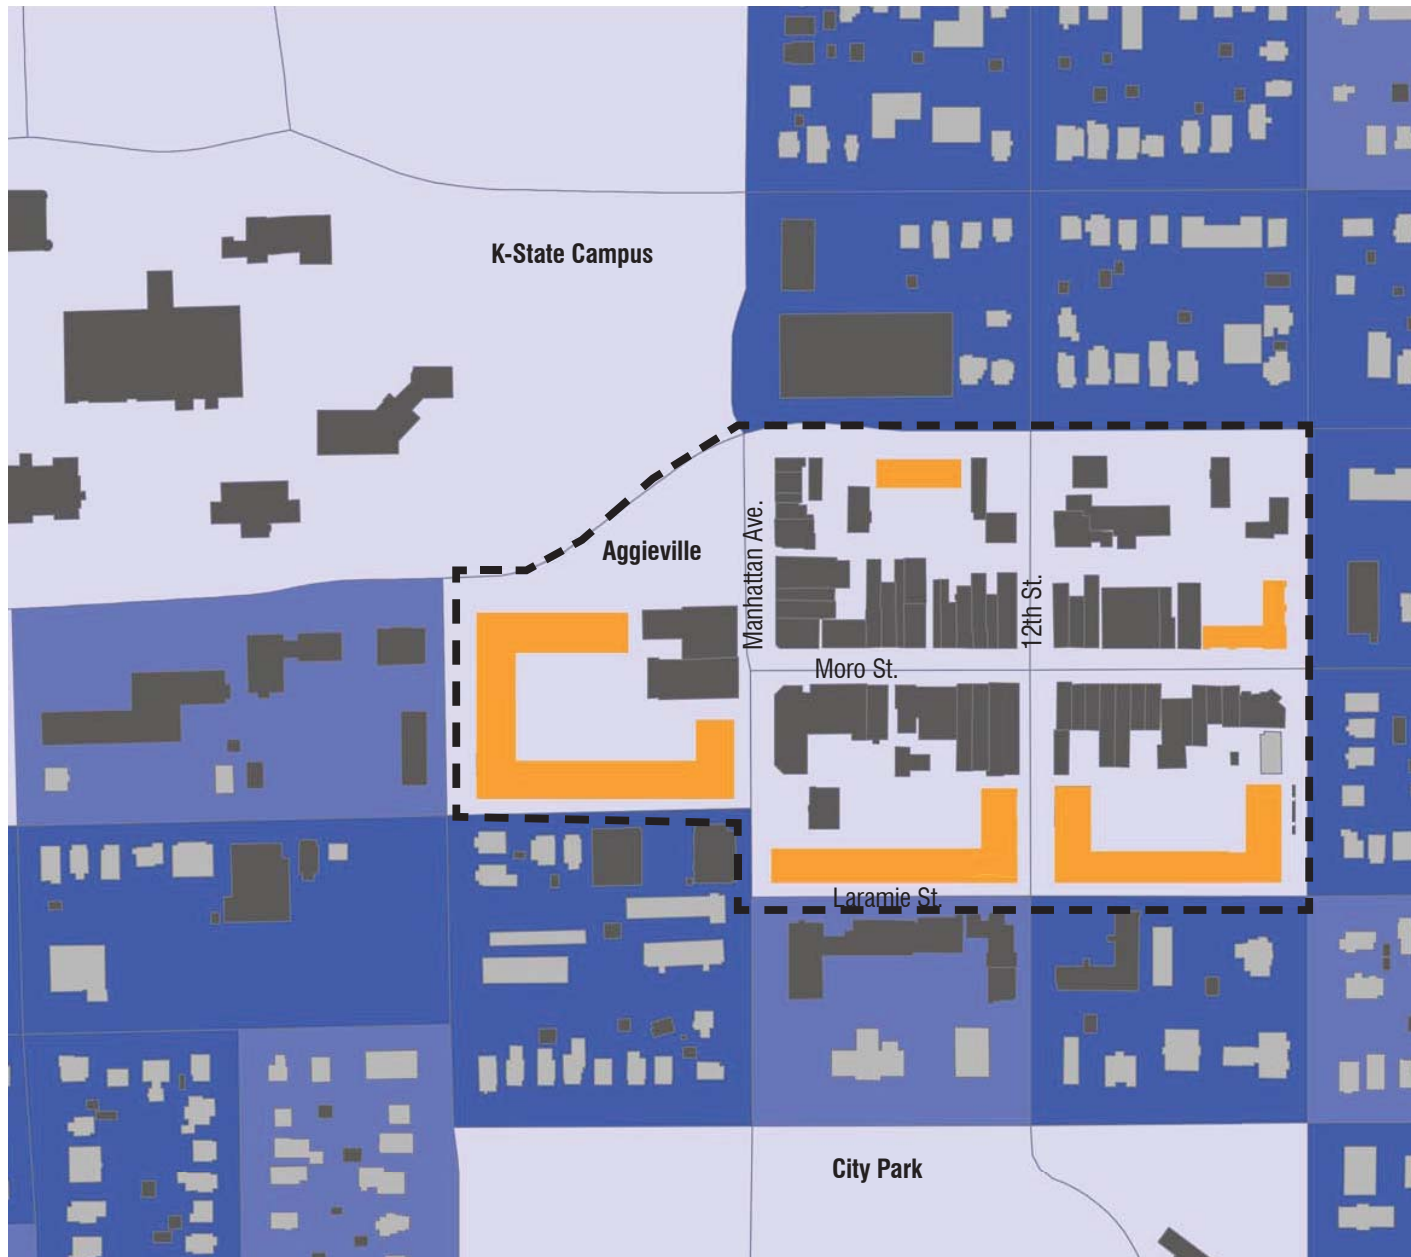 K-State Campus
Aggieville
Manhattan Ave.
12th St.
Moro St.
Laramie St.
City Park